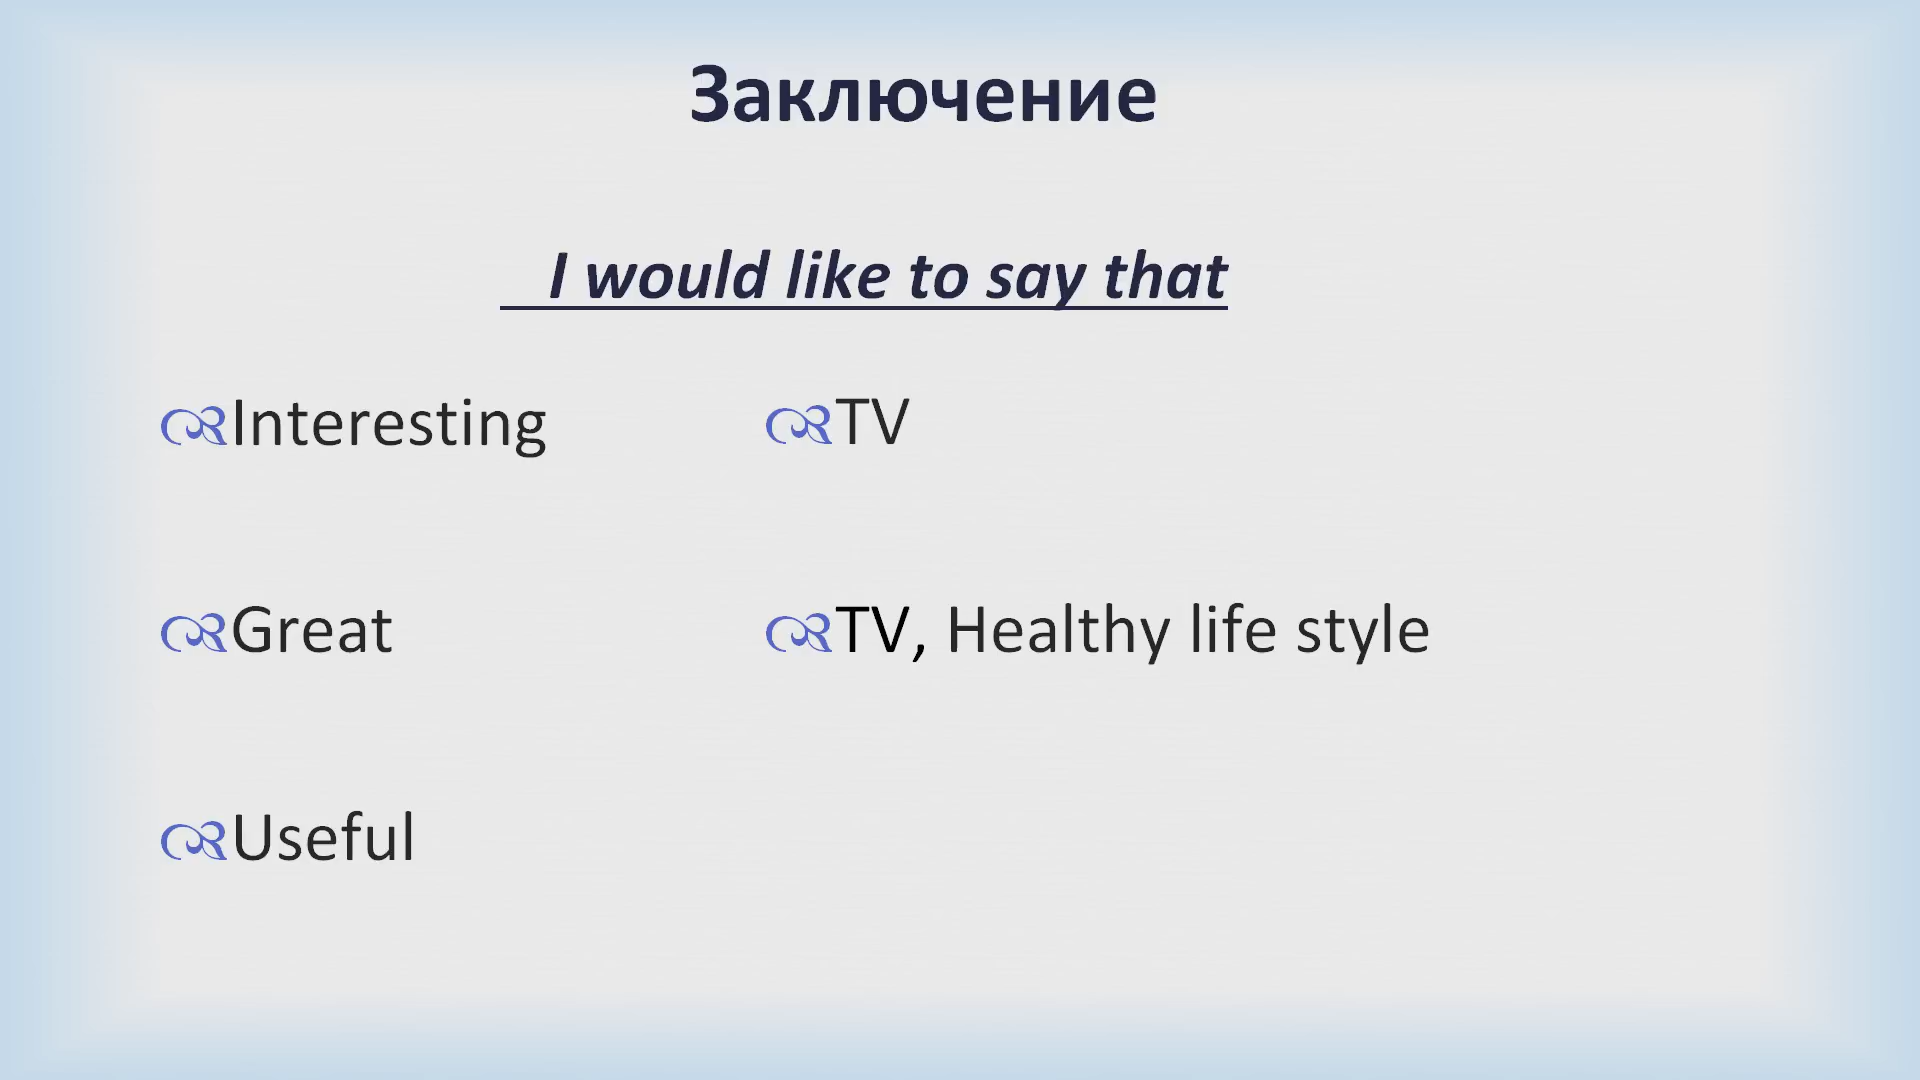 Заключение
I would like to say that
Interesting
TV
Great
TV, Healthy life style
Useful